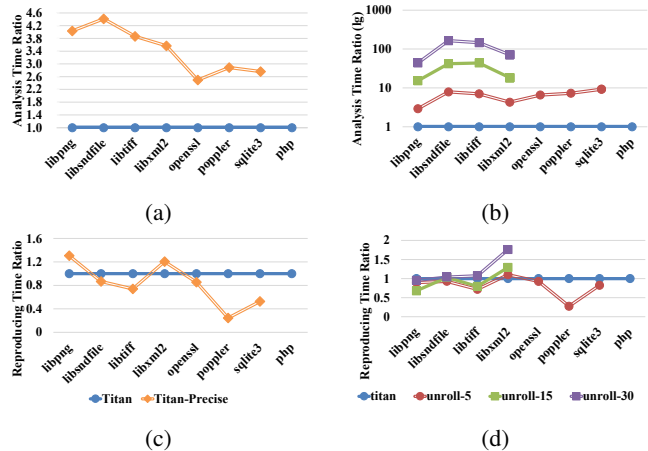 Analysis Time Ratio
4.6
4.2
3.8
3.4
3.0
2.6
2.2
1.8
1.4
1.0
libpng
libsndfile
libtiff
libxml2
openssl
poppler
sqlite3
php
(a)
Analysis Time Ratio (lg)
1000
100
10
1
libpng
libsndfile
libtiff
libxml2
openssl
poppler
sqlite3
php
(b)
Reproducing Time Ratio
1.6
1.2
0.8
0.4
0
libpng
libsndfile
libtiff
libxml2
openssl
poppler
sqlite3
php
Titan
Titan-Precise
(c)
Reproducing Time Ratio
2
1.5
1
0.5
0
libpng
libsndfile
libtiff
libxml2
openssl
poppler
sqlite3
php
titan
unroll-5
unroll-15
unroll-30
(d)